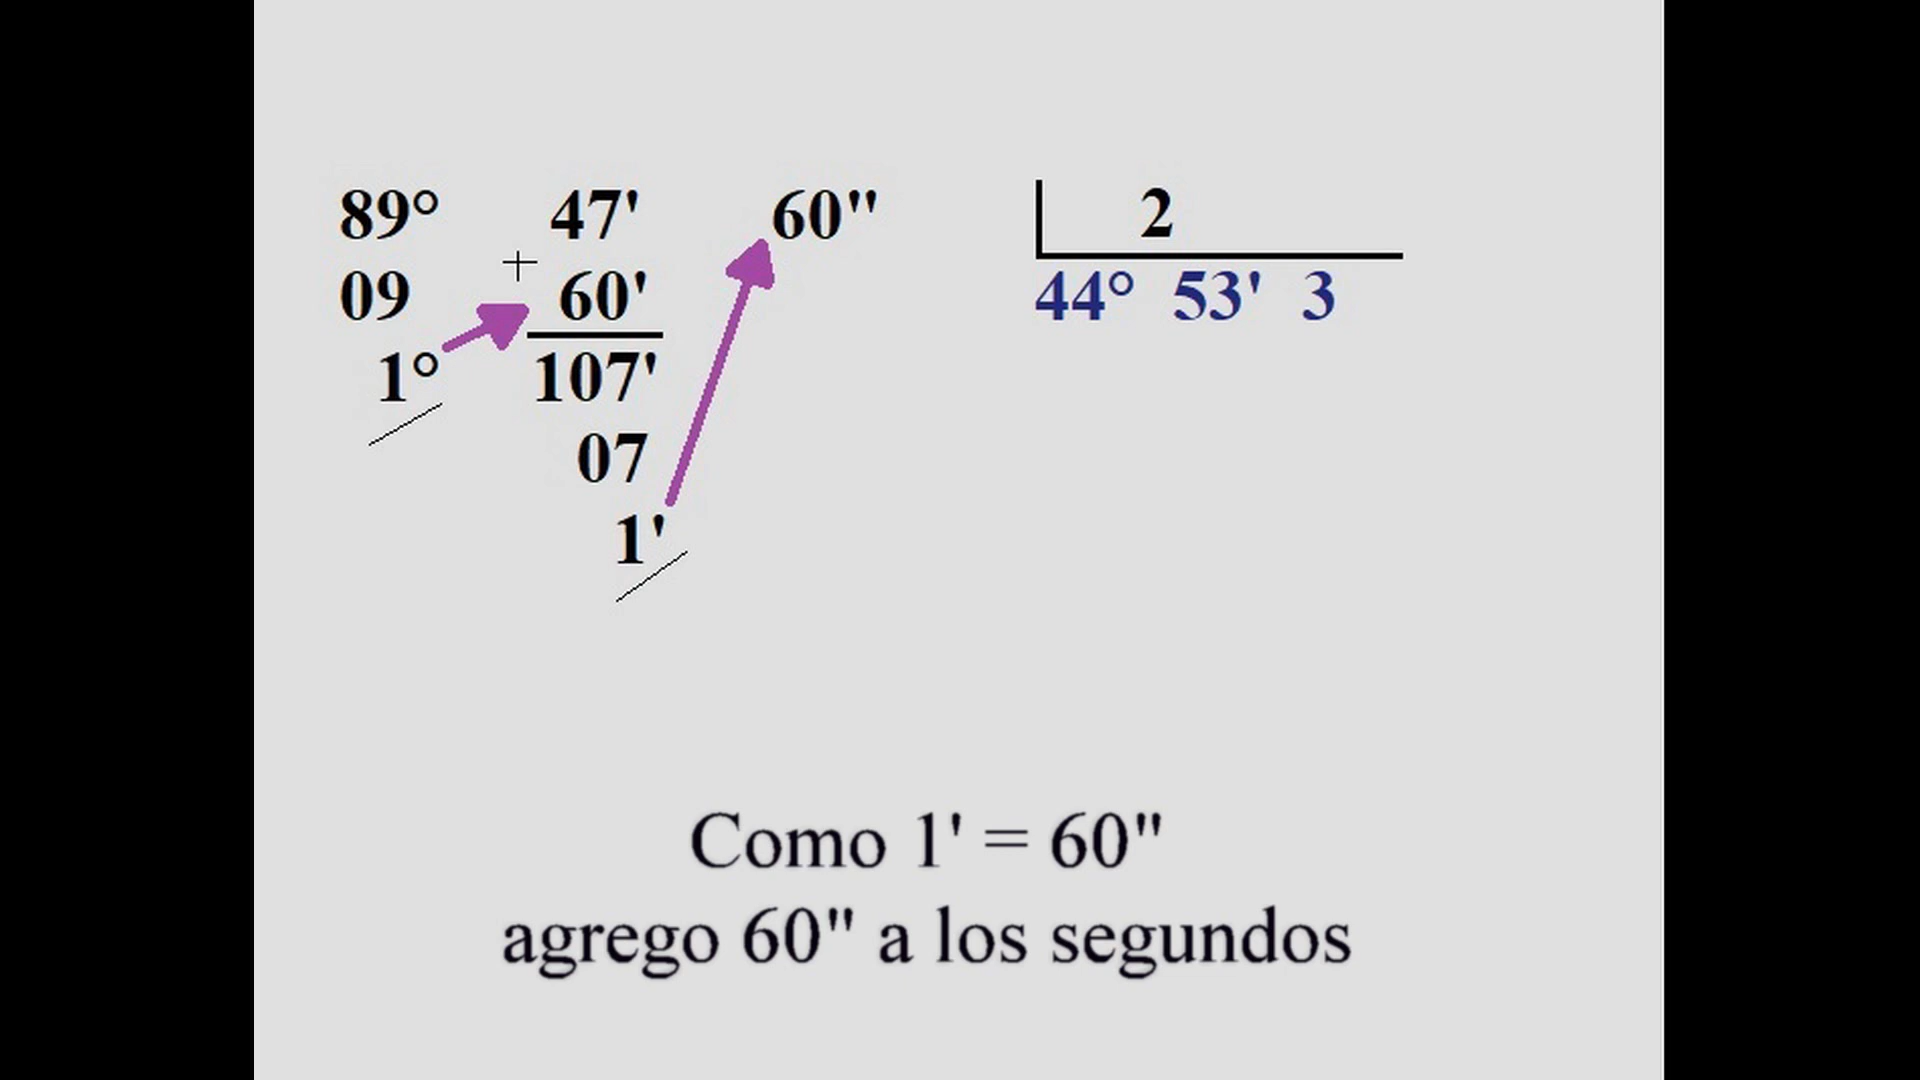 89° 47' 60" 2
09 + 60' 44° 53' 3
1° 107'
07
1'
Como 1' = 60"
agrego 60" a los segundos